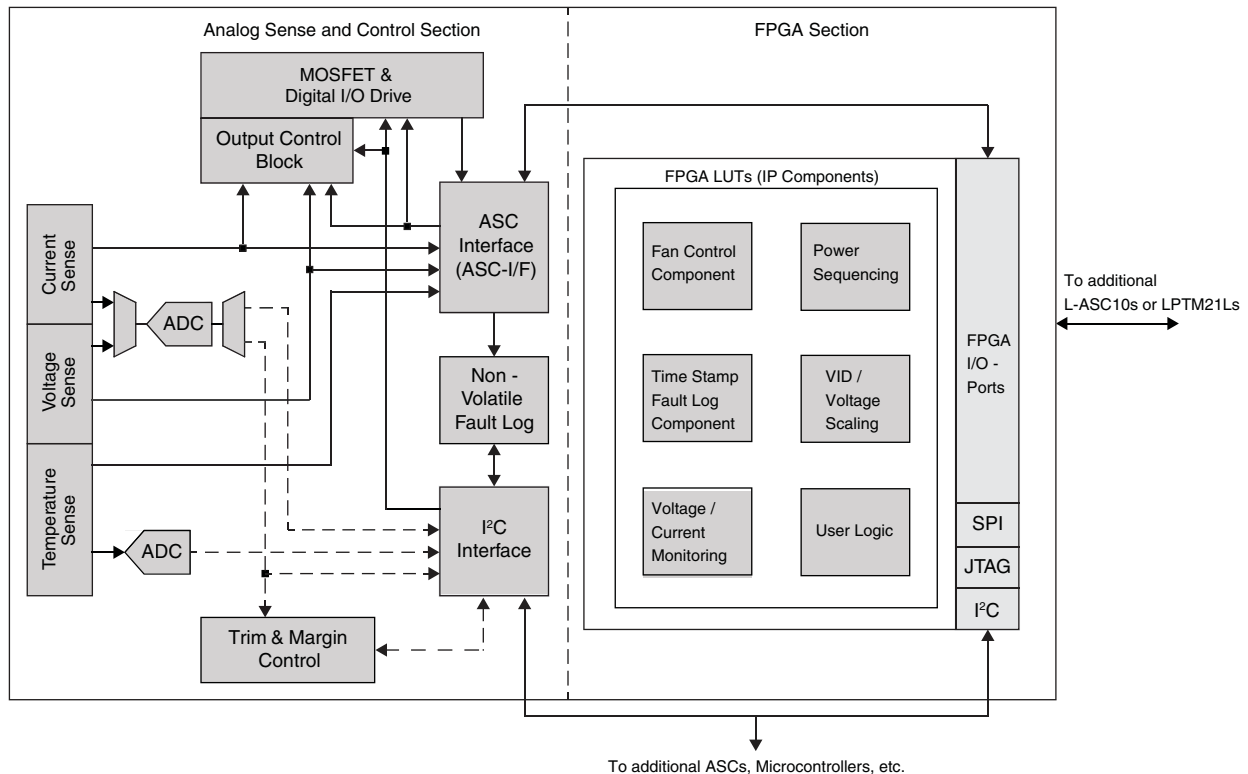 Analog Sense and Control Section
FPGA Section
MOSFET &
Digital I/O Drive
Output Control
Block
ASC
Interface
(ASC-I/F)
Current
Sense
ADC
Voltage
Sense
Non -
Volatile
Fault Log
Temperature
Sense
ADC
I²C
Interface
Trim & Margin
Control
FPGA LUTs (IP Components)
Fan Control
Component
Power
Sequencing
Time Stamp
Fault Log
Component
VID /
Voltage
Scaling
Voltage /
Current
Monitoring
User Logic
FPGA
I/O -
Ports
SPI
JTAG
I²C
To additional
L-ASC10s or LPTM21Ls
To additional ASCs, Microcontrollers, etc.